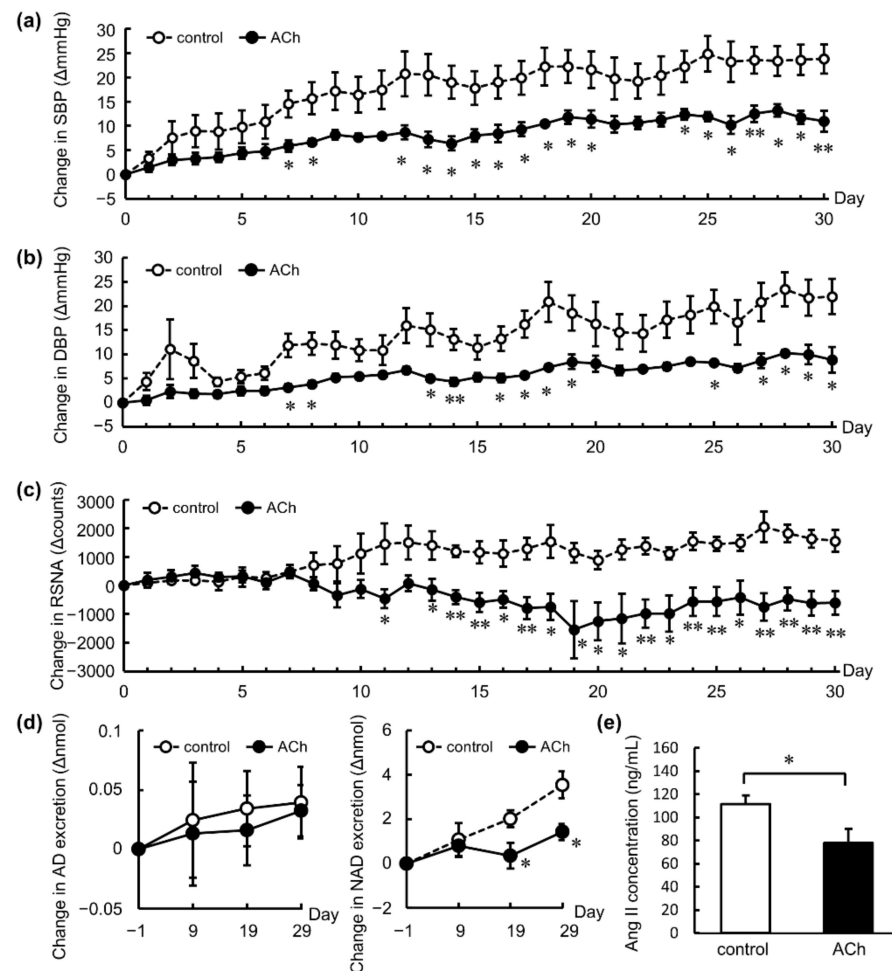 (a)
control ACh
Change in SBP (ΔmmHg)
30
25
20
15
10
5
0
−5
* * * * * * * * * * * * * ** * * **
0 5 10 15 20 25 30 Day
(b)
control ACh
Change in DBP (ΔmmHg)
30
25
20
15
10
5
0
−5
* * * ** * * * * * * * * *
0 5 10 15 20 25 30 Day
(c)
control ACh
Change in RSNA (Δcounts)
3000
2000
1000
0
−1000
−2000
−3000
* * ** ** * ** * * * * ** * ** ** * ** ** ** **
0 5 10 15 20 25 30 Day
(d)
control ACh
Change in AD excretion (Δnmol)
0.1
0.05
0
−0.05
−1 9 19 29 Day
control ACh
Change in NAD excretion (Δnmol)
6
4
2
0
−2
* *
−1 9 19 29 Day
(e)
Ang II concentration (ng/mL)
160
140
120
100
80
60
40
20
0
*
control ACh